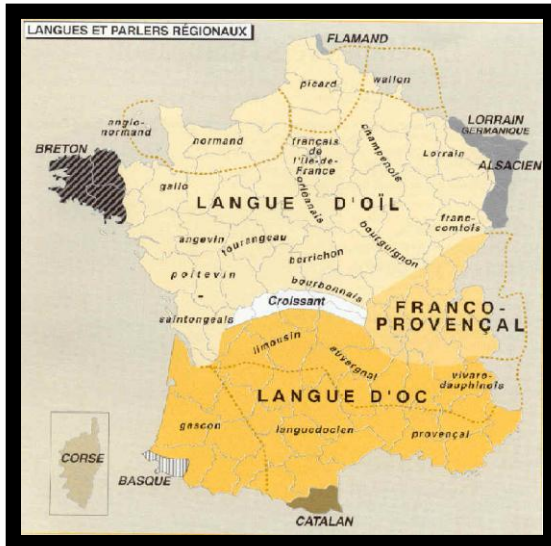 LANGUES ET PARLERS RÉGIONAUX
FLAMAND
picard
wallon
anglo-
normand
LORRAIN
GERMANIQUE
BRETON
normand
français
de
l'Ile-de-
France
champenois
Lorrain
ALSACIEN
gallo
orléanais
LANGUE D'OÏL
franc-
comtois
angevin
tourangeau
berrichon
bourguignon
poitevin
bourbonnais
Croissant
FRANCO-
PROVENÇAL
saintongeais
limousin
auvergnat
vivaro-
dauphinois
LANGUE D'OC
gascon
languedocien
provençal
CORSE
BASQUE
CATALAN